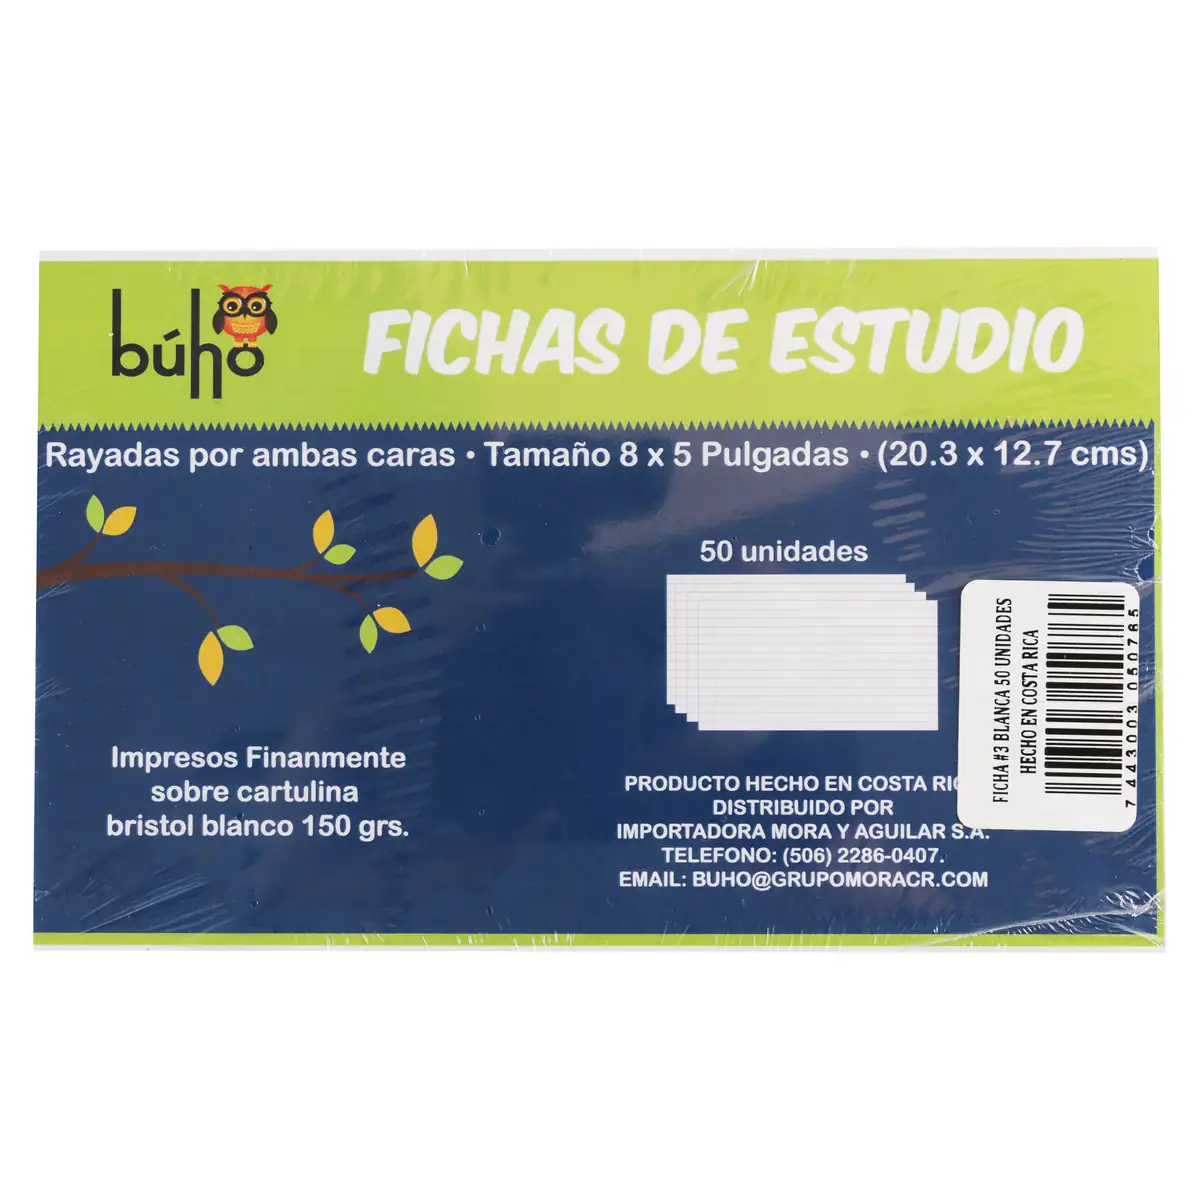 búho
FICHAS DE ESTUDIO
Rayadas por ambas caras • Tamaño 8 x 5 Pulgadas • (20.3 x 12.7 cms)
50 unidades
Impresos Finanmente
sobre cartulina
bristol blanco 150 grs.
PRODUCTO HECHO EN COSTA RIC
DISTRIBUIDO POR
IMPORTADORA MORA Y AGUILAR S.A.
TELEFONO: (506) 2286-0407.
EMAIL: BUHO@GRUPOMORACR.COM
FICHA #3 BLANCA 50 UNIDADES
HECHO EN COSTA RICA
7 443003 050765